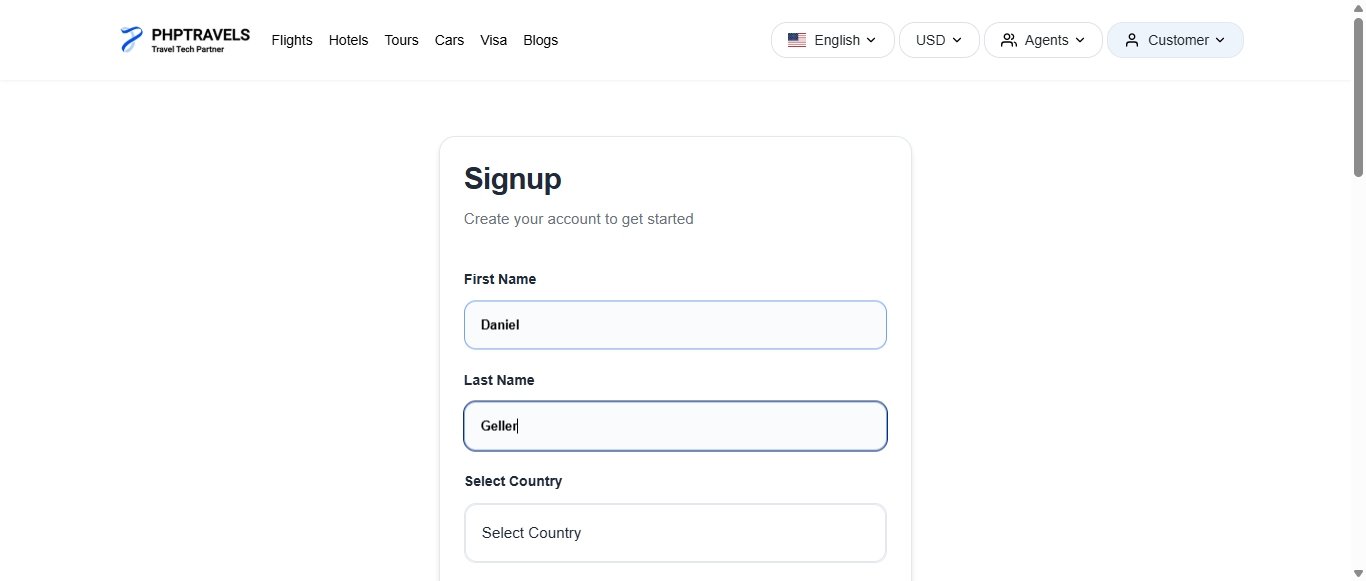 PHPTRAVELS
Travel Tech Partner
Flights Hotels Tours Cars Visa Blogs
English USD Agents Customer
Signup
Create your account to get started
First Name
Daniel
Last Name
Geller
Select Country
Select Country